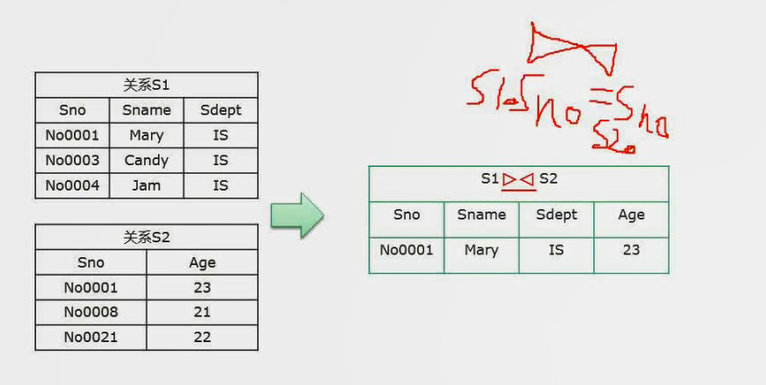 关系S1
Sno Sname Sdept
No0001 Mary IS
No0003 Candy IS
No0004 Jam IS
关系S2
Sno Age
No0001 23
No0008 21
No0021 22
⋈
S1.Sno=Sno
S2.
S1▷◁S2
Sno Sname Sdept Age
No0001 Mary IS 23